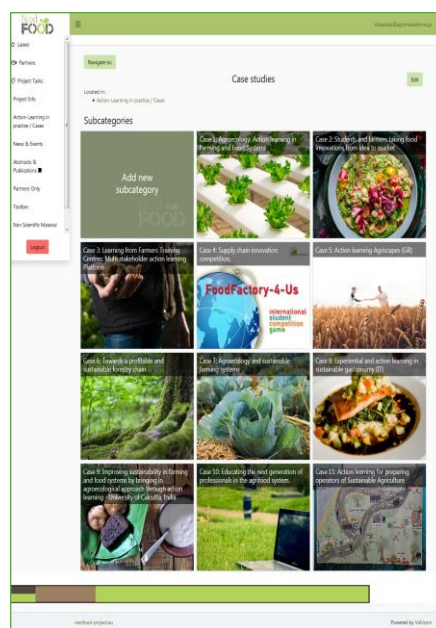 Next
FOOD
Latest
Partners
Project Tasks
Project Info
Action-Learning in
practice / Cases
News & Events
Abstracts &
Publications
Partners Only
Toolbox
Non Scientific Material
Logout
Navigate to:
Case studies
Edit
Located in:
Action-Learning in practice / Cases
Subcategories
Add new
subcategory
Case 1: Agroecology: Action learning in
Farming and Food Systems
Case 2: Students and farmers taking food
innovations from idea to market
Case 3: Learning from Farmers Training
Centres: Multi-stakeholder action learning
Platform
Case 4: Supply chain innovation
competition.
FoodFactory-4-Us
international
student
competition
game
Case 5: Action learning Agriscapes (GR)
Case 6: Towards a profitable and
sustainable forestry chain
Case 7: Agroecology and sustainable
farming systems
Case 8: Experiential and action learning in
sustainable gastronomy (IT)
Case 9: Improving sustainability in farming
and food systems by bringing in
agroecological approach through action
learning - University of Calcutta, India
Case 10: Educating the next generation of
professionals in the agrifood system.
Case 11: Action learning for preparing
operators of Sustainable Agriculture
nextfood-project.eu
Powered by